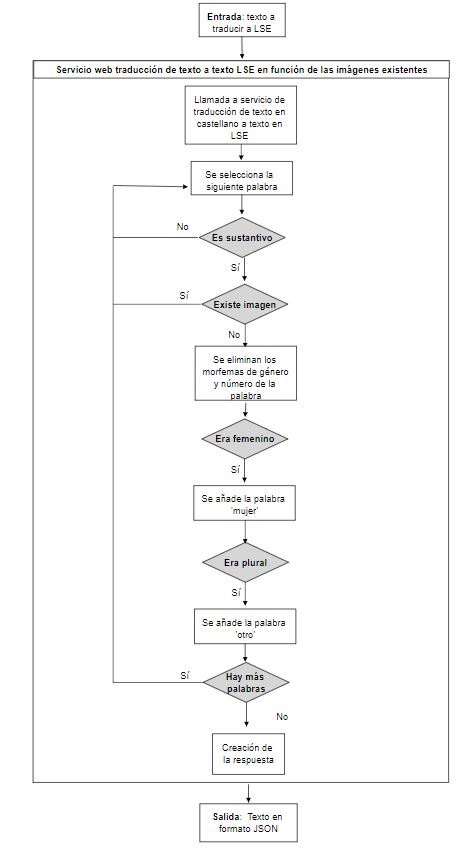 Entrada: texto a
traducir a LSE
Servicio web traducción de texto a texto LSE en función de las imágenes existentes
Llamada a servicio de
traducción de texto en
castellano a texto en
LSE
Se selecciona la
siguiente palabra
No
Es sustantivo
Sí
Sí
Existe imagen
No
Se eliminan los
morfemas de género
y número de la
palabra
Era femenino
Sí
Se añade la palabra
'mujer'
Era plural
Sí
Se añade la palabra
'otro'
Sí
Hay más
palabras
No
Creación de
la respuesta
Salida: Texto en
formato JSON